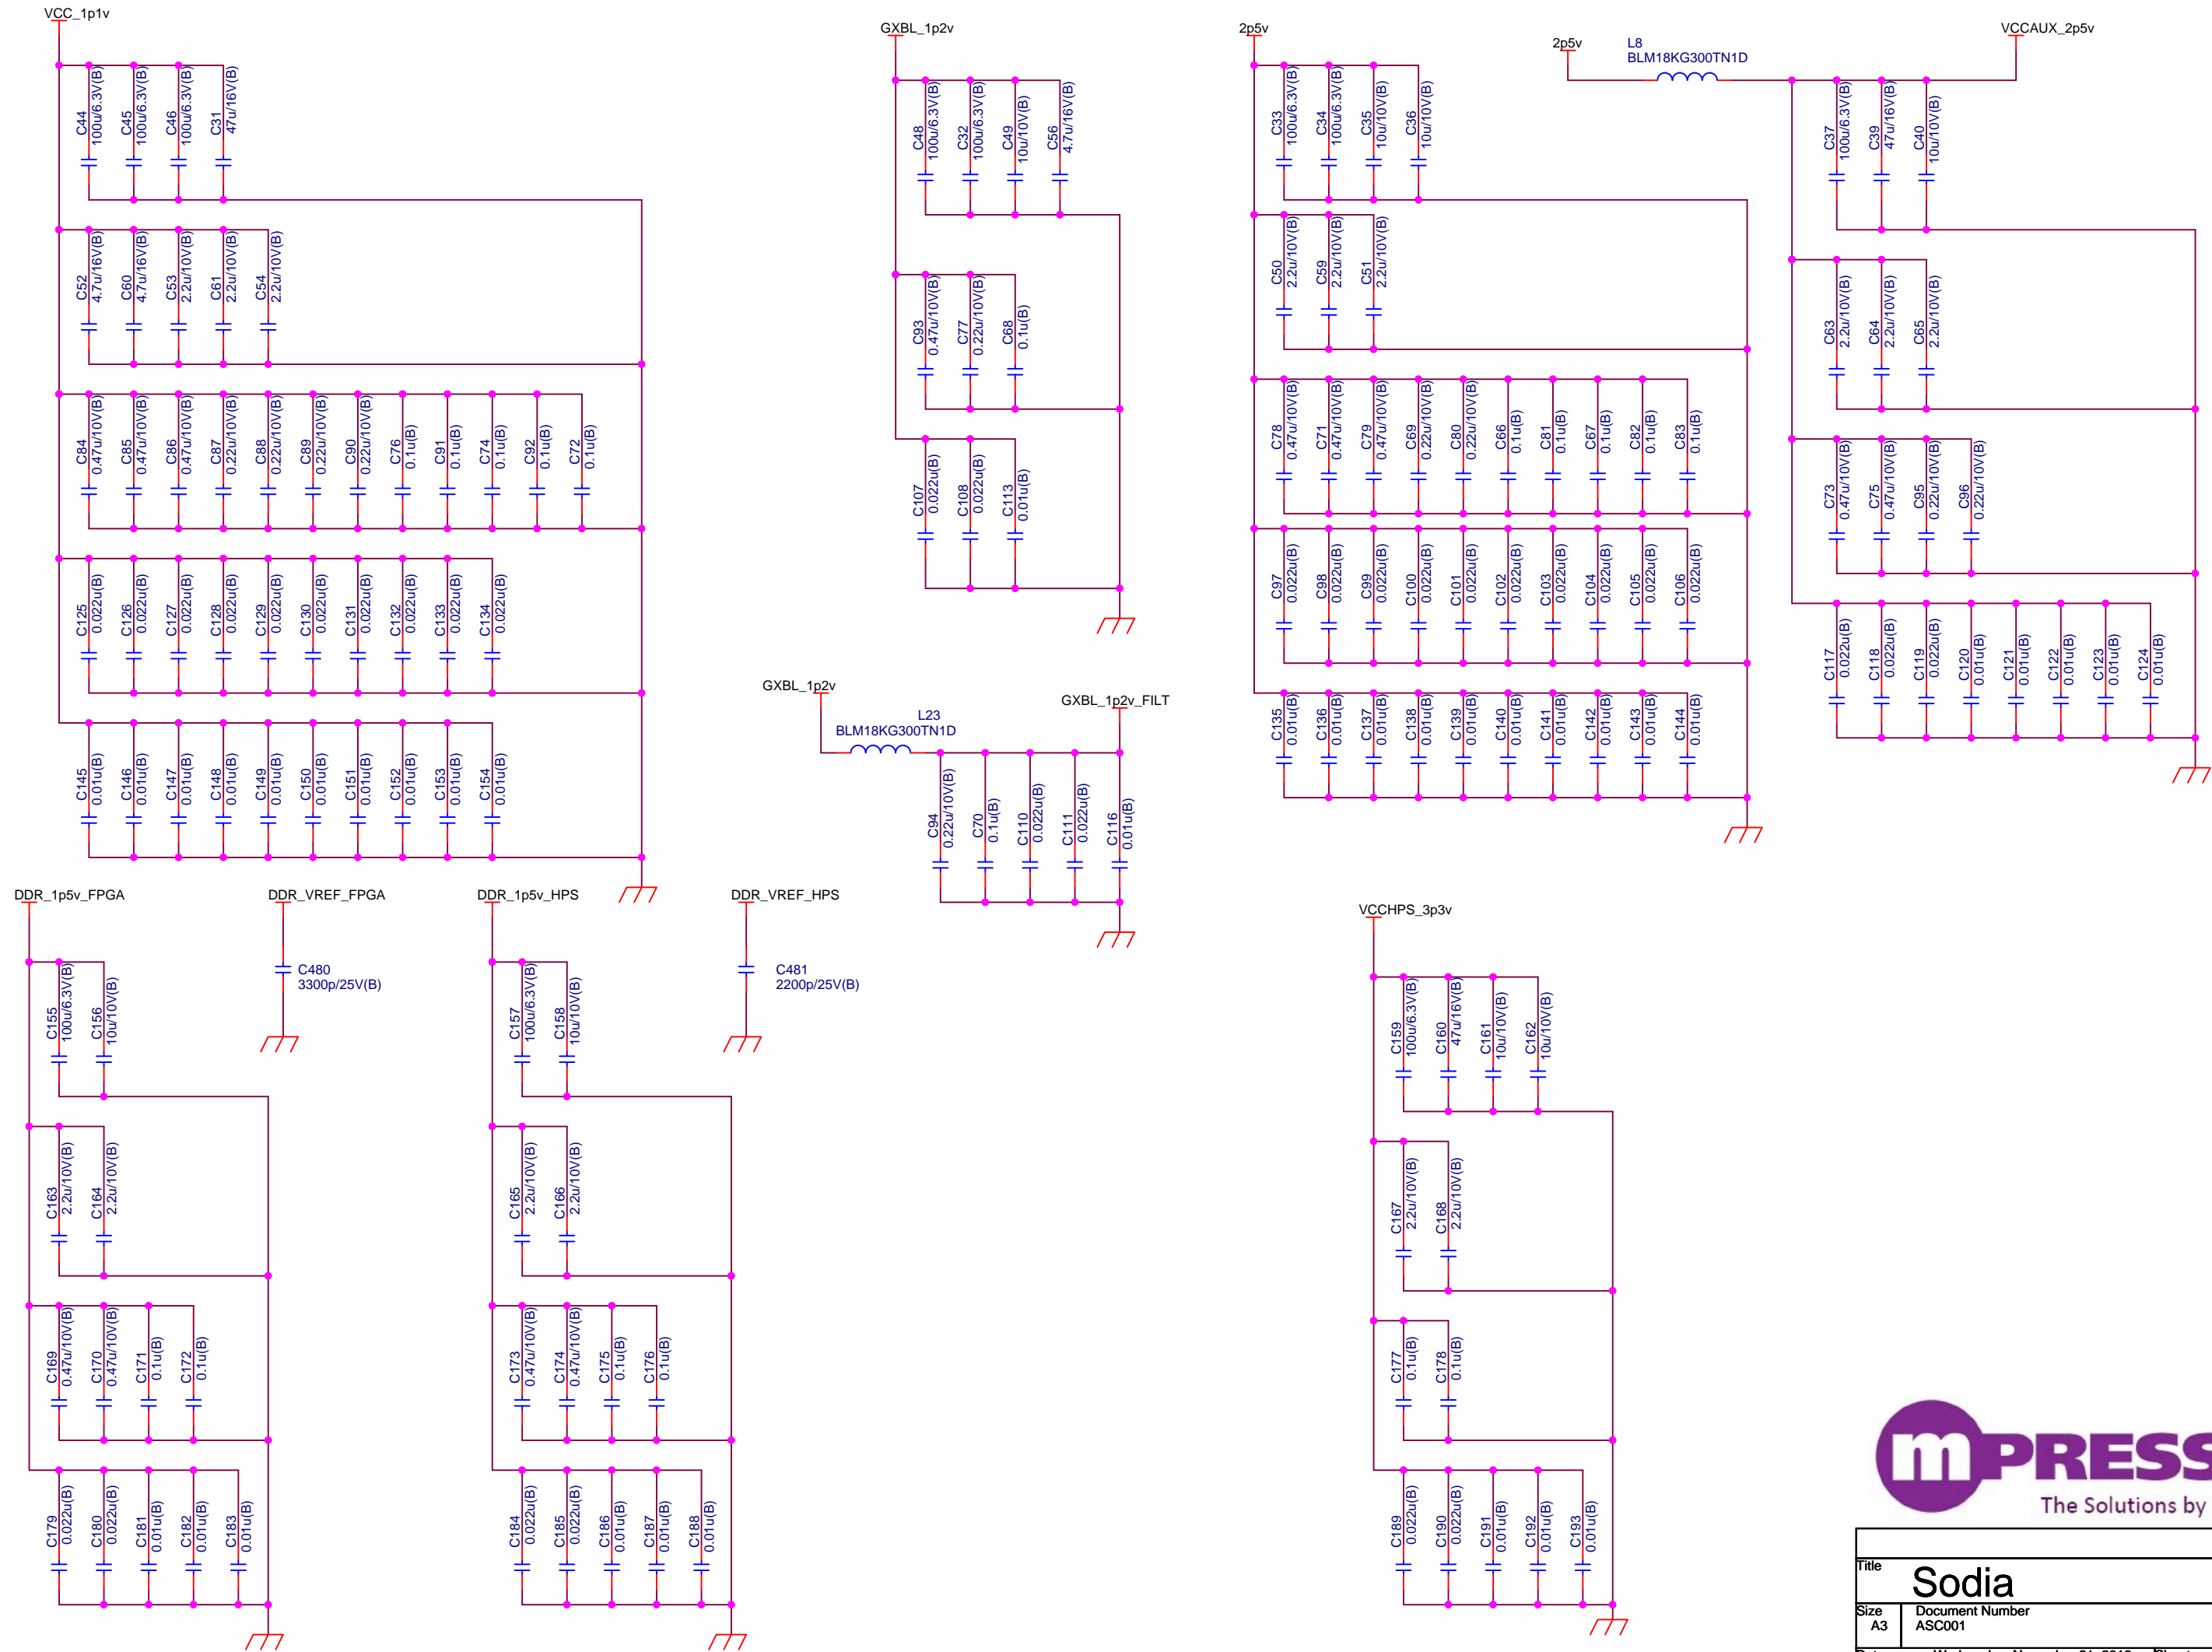 VCC_1p1v
C44
100u/6.3V(B)
C45
100u/6.3V(B)
C46
100u/6.3V(B)
C31
47u/16V(B)
C52
4.7u/16V(B)
C60
4.7u/16V(B)
C53
2.2u/10V(B)
C61
2.2u/10V(B)
C54
2.2u/10V(B)
C84
0.47u/10V(B)
C85
0.47u/10V(B)
C86
0.47u/10V(B)
C87
0.22u/10V(B)
C88
0.22u/10V(B)
C89
0.22u/10V(B)
C90
0.22u/10V(B)
C76
0.1u(B)
C91
0.1u(B)
C74
0.1u(B)
C92
0.1u(B)
C72
0.1u(B)
C125
0.022u(B)
C126
0.022u(B)
C127
0.022u(B)
C128
0.022u(B)
C129
0.022u(B)
C130
0.022u(B)
C131
0.022u(B)
C132
0.022u(B)
C133
0.022u(B)
C134
0.022u(B)
C145
0.01u(B)
C146
0.01u(B)
C147
0.01u(B)
C148
0.01u(B)
C149
0.01u(B)
C150
0.01u(B)
C151
0.01u(B)
C152
0.01u(B)
C153
0.01u(B)
C154
0.01u(B)
GXBL_1p2v
C48
100u/6.3V(B)
C32
100u/6.3V(B)
C49
10u/10V(B)
C56
4.7u/16V(B)
C93
0.47u/10V(B)
C77
0.22u/10V(B)
C68
0.1u(B)
C107
0.022u(B)
C108
0.022u(B)
C113
0.01u(B)
GXBL_1p2v
L23
BLM18KG300TN1D
GXBL_1p2v_FILT
C94
0.22u/10V(B)
C70
0.1u(B)
C110
0.022u(B)
C111
0.022u(B)
C116
0.01u(B)
2p5v
C33
100u/6.3V(B)
C34
100u/6.3V(B)
C35
10u/10V(B)
C36
10u/10V(B)
C50
2.2u/10V(B)
C59
2.2u/10V(B)
C51
2.2u/10V(B)
C78
0.47u/10V(B)
C71
0.47u/10V(B)
C79
0.47u/10V(B)
C69
0.22u/10V(B)
C80
0.22u/10V(B)
C66
0.1u(B)
C81
0.1u(B)
C67
0.1u(B)
C82
0.1u(B)
C83
0.1u(B)
C97
0.022u(B)
C98
0.022u(B)
C99
0.022u(B)
C100
0.022u(B)
C101
0.022u(B)
C102
0.022u(B)
C103
0.022u(B)
C104
0.022u(B)
C105
0.022u(B)
C106
0.022u(B)
C135
0.01u(B)
C136
0.01u(B)
C137
0.01u(B)
C138
0.01u(B)
C139
0.01u(B)
C140
0.01u(B)
C141
0.01u(B)
C142
0.01u(B)
C143
0.01u(B)
C144
0.01u(B)
2p5v
L8
BLM18KG300TN1D
VCCAUX_2p5v
C37
100u/6.3V(B)
C39
47u/16V(B)
C40
10u/10V(B)
C63
2.2u/10V(B)
C64
2.2u/10V(B)
C65
2.2u/10V(B)
C73
0.47u/10V(B)
C75
0.47u/10V(B)
C95
0.22u/10V(B)
C96
0.22u/10V(B)
C117
0.022u(B)
C118
0.022u(B)
C119
0.022u(B)
C120
0.01u(B)
C121
0.01u(B)
C122
0.01u(B)
C123
0.01u(B)
C124
0.01u(B)
DDR_1p5v_FPGA
C155
100u/6.3V(B)
C156
10u/10V(B)
C163
2.2u/10V(B)
C164
2.2u/10V(B)
C169
0.47u/10V(B)
C170
0.47u/10V(B)
C171
0.1u(B)
C172
0.1u(B)
C179
0.022u(B)
C180
0.022u(B)
C181
0.01u(B)
C182
0.01u(B)
C183
0.01u(B)
DDR_VREF_FPGA
C480
3300p/25V(B)
DDR_1p5v_HPS
C157
100u/6.3V(B)
C158
10u/10V(B)
C165
2.2u/10V(B)
C166
2.2u/10V(B)
C173
0.47u/10V(B)
C174
0.47u/10V(B)
C175
0.1u(B)
C176
0.1u(B)
C184
0.022u(B)
C185
0.022u(B)
C186
0.01u(B)
C187
0.01u(B)
C188
0.01u(B)
DDR_VREF_HPS
C481
2200p/25V(B)
VCCHPS_3p3v
C159
100u/6.3V(B)
C160
47u/16V(B)
C161
10u/10V(B)
C162
10u/10V(B)
C167
2.2u/10V(B)
C168
2.2u/10V(B)
C177
0.1u(B)
C178
0.1u(B)
C189
0.022u(B)
C190
0.022u(B)
C191
0.01u(B)
C192
0.01u(B)
C193
0.01u(B)
mPRESS
The Solutions by
Title
Sodia
Size
A3
Document Number
ASC001